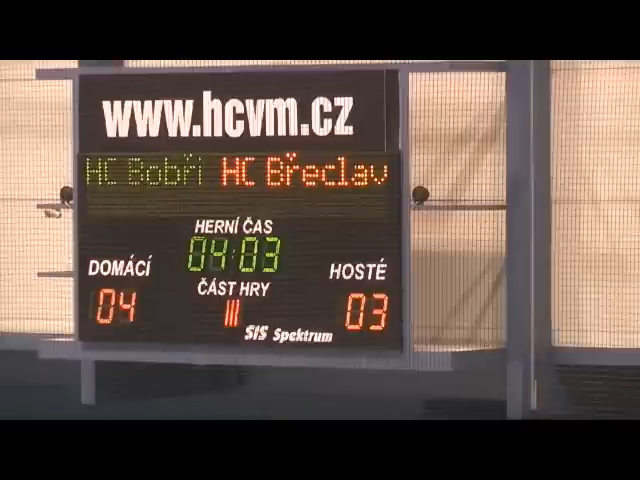 www.hcvm.cz
HC Bobři HC Břeclav
HERNÍ ČAS
04:03
DOMÁCÍ HOSTÉ
ČÁST HRY
04 III 03
SIS Spektrum